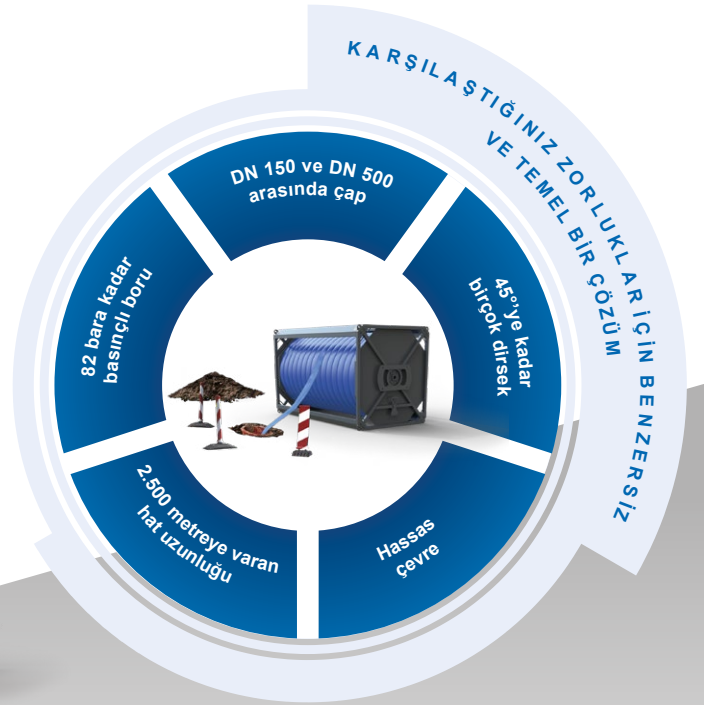 KARŞILAŞTIĞINIZ ZORLUKLAR İÇİN BENZERSİZ
VE TEMEL BİR ÇÖZÜM
DN 150 ve DN 500
arasında çap
45°'ye kadar
birçok dirsek
Hassas
çevre
2.500 metreye varan
hat uzunluğu
82 bara kadar
basınçlı boru